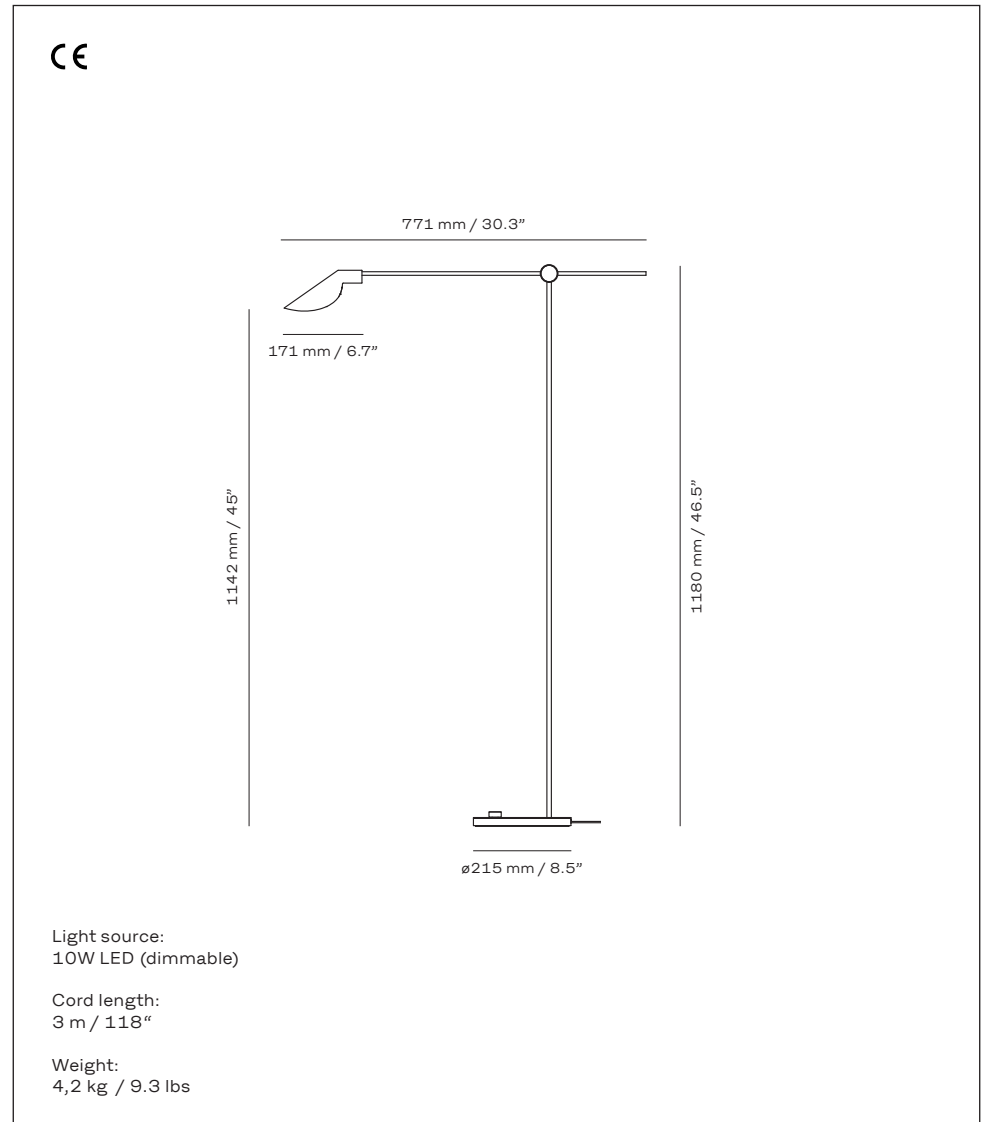 CE
771 mm / 30.3”
171 mm / 6.7”
1142 mm / 45”
1180 mm / 46.5”
ø215 mm / 8.5”
Light source:
10W LED (dimmable)
Cord length:
3 m / 118“
Weight:
4,2 kg / 9.3 lbs